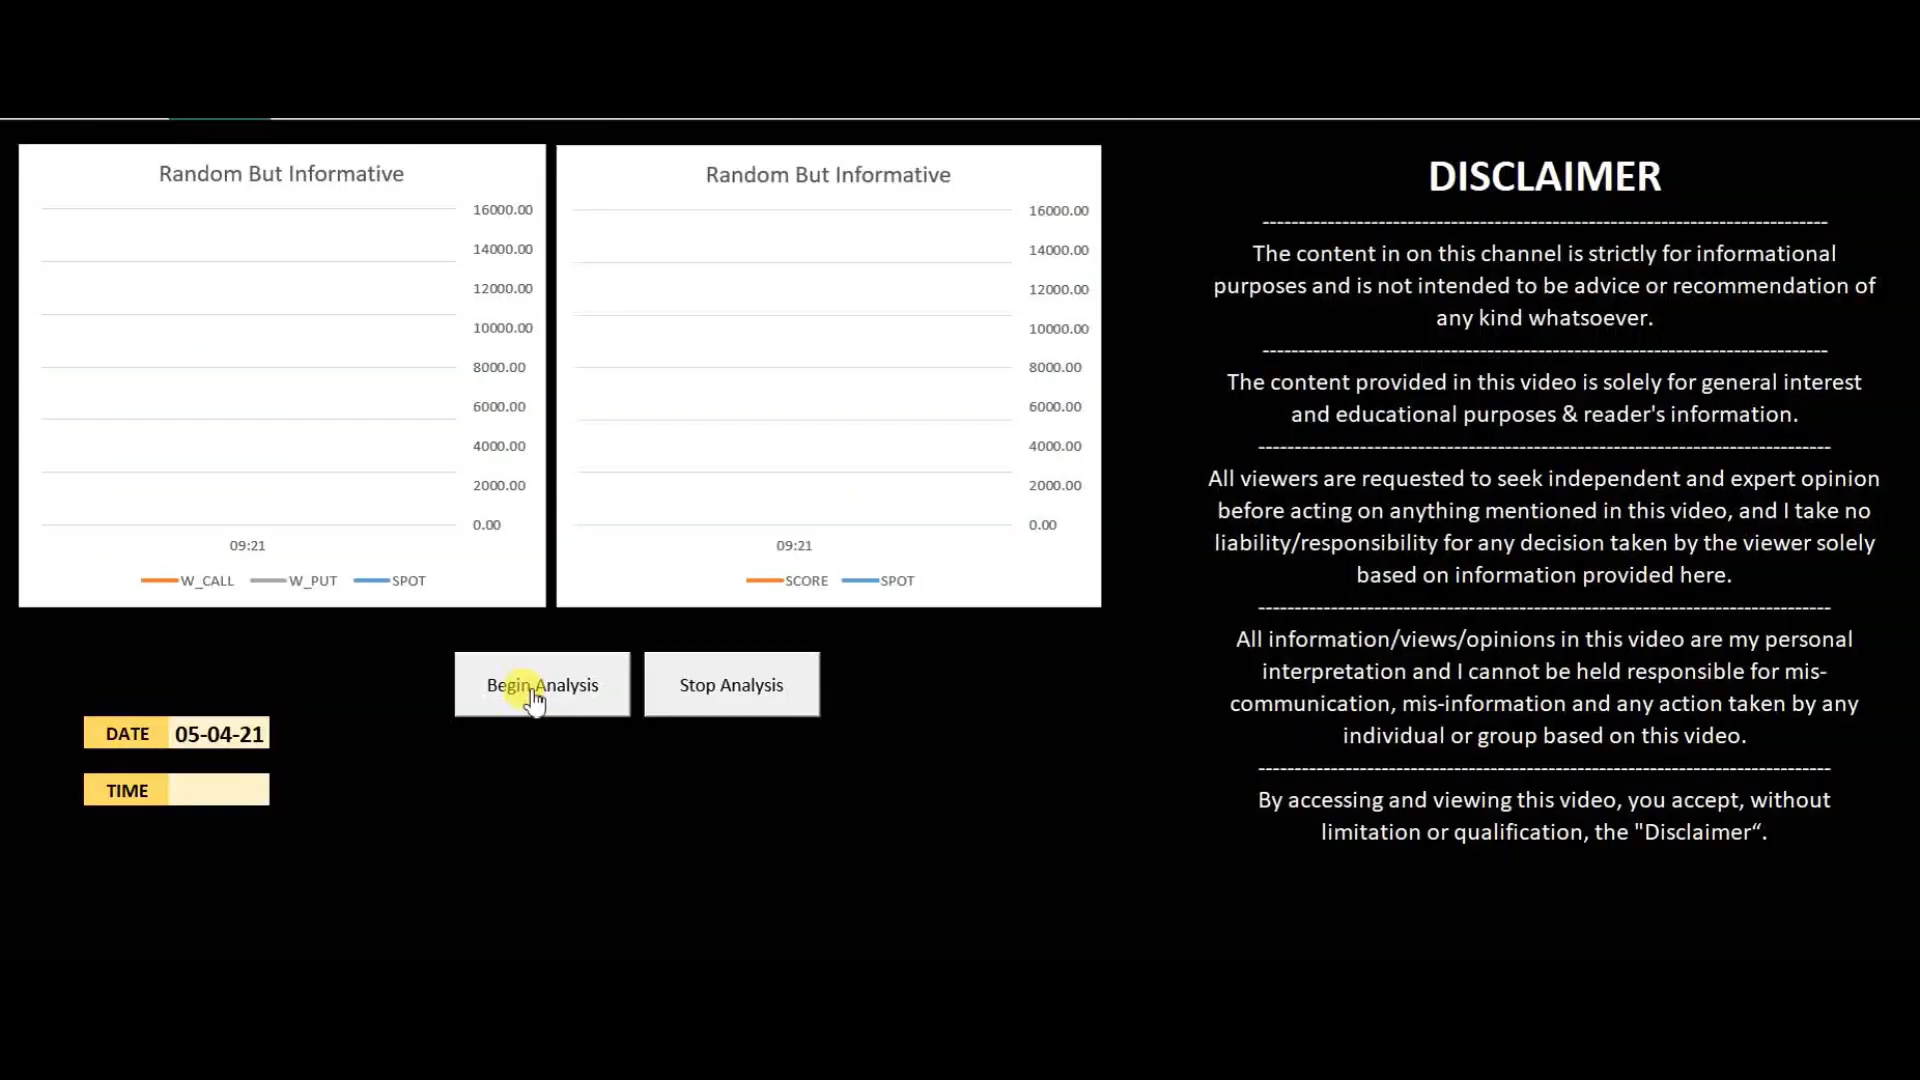 Random But Informative
16000.00
14000.00
12000.00
10000.00
8000.00
6000.00
4000.00
2000.00
0.00
09:21
W_CALL W_PUT SPOT
Random But Informative
16000.00
14000.00
12000.00
10000.00
8000.00
6000.00
4000.00
2000.00
0.00
09:21
SCORE SPOT
Begin Analysis
Stop Analysis
DATE 05-04-21
TIME
DISCLAIMER
The content in on this channel is strictly for informational
purposes and is not intended to be advice or recommendation of
any kind whatsoever.
The content provided in this video is solely for general interest
and educational purposes & reader's information.
All viewers are requested to seek independent and expert opinion
before acting on anything mentioned in this video, and I take no
liability/responsibility for any decision taken by the viewer solely
based on information provided here.
All information/views/opinions in this video are my personal
interpretation and I cannot be held responsible for mis-
communication, mis-information and any action taken by any
individual or group based on this video.
By accessing and viewing this video, you accept, without
limitation or qualification, the "Disclaimer“.